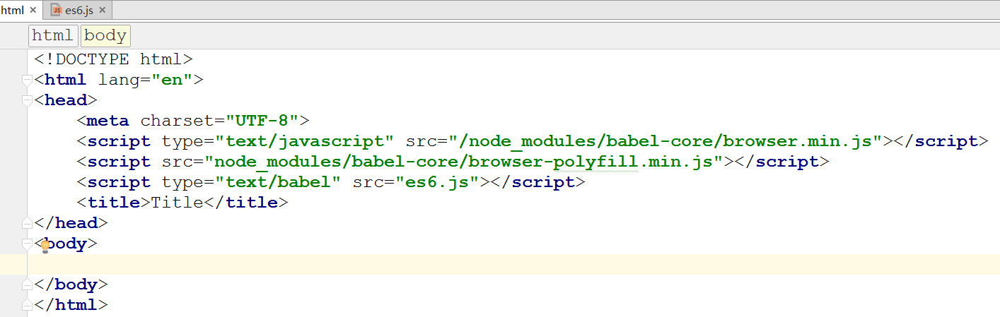 html × es6.js ×
html body
<!DOCTYPE html>
<html lang="en">
<head>
    <meta charset="UTF-8">
    <script type="text/javascript" src="/node_modules/babel-core/browser.min.js"></script>
    <script src="node_modules/babel-core/browser-polyfill.min.js"></script>
    <script type="text/babel" src="es6.js"></script>
    <title>Title</title>
</head>
<body>

</body>
</html>